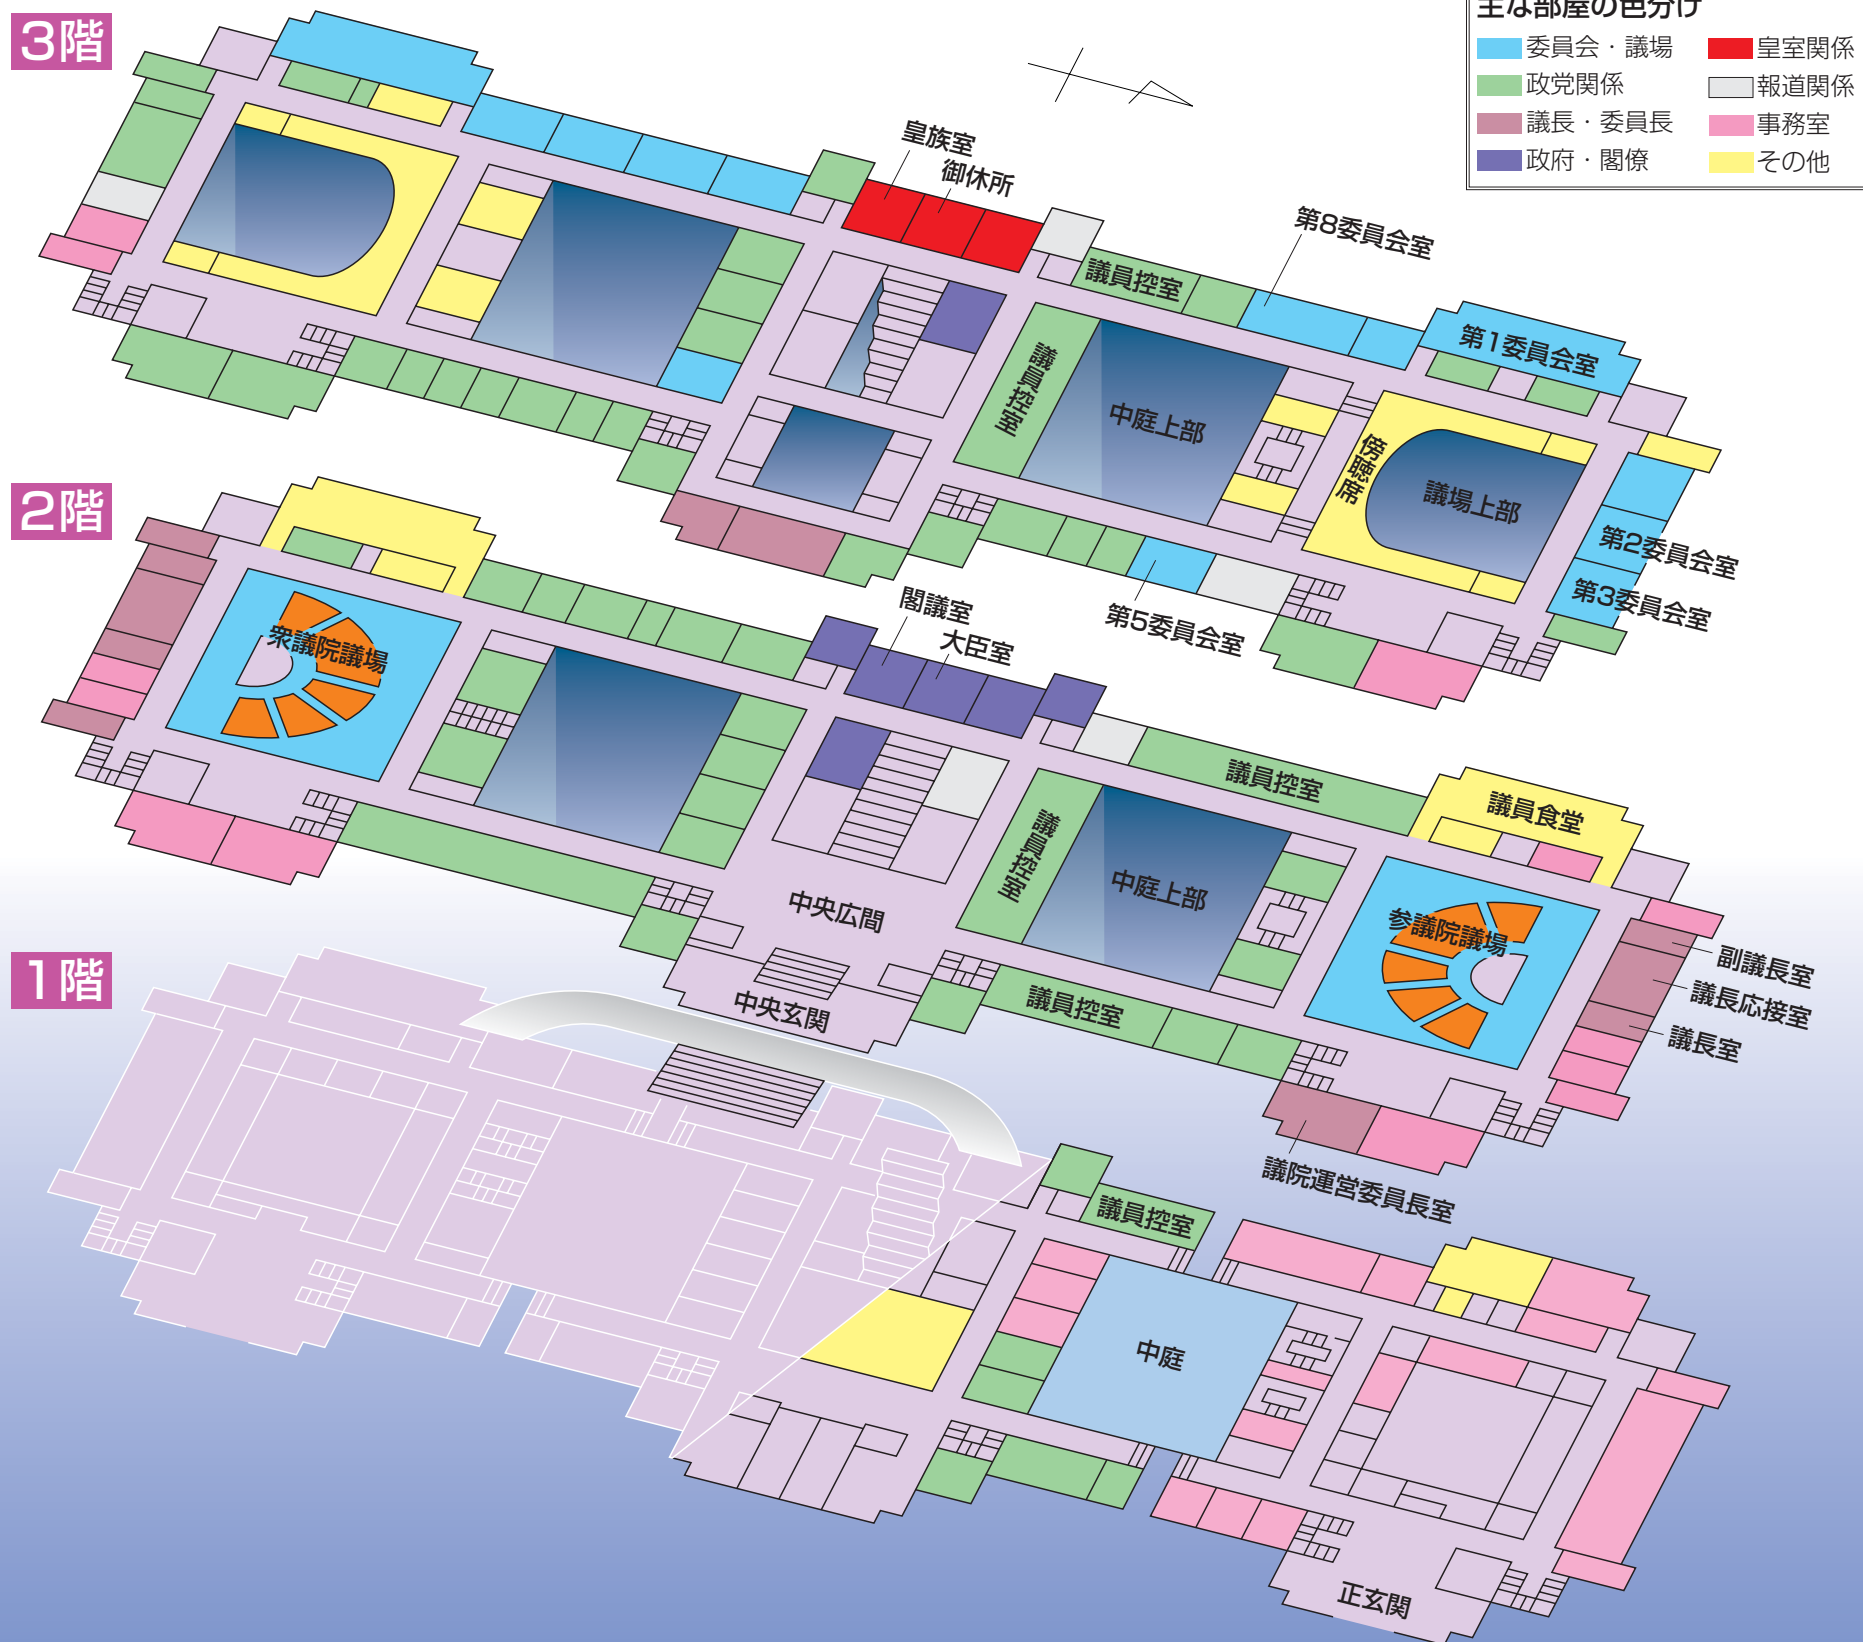 3階
主な部屋の色分け
委員会・議場
皇室関係
政党関係
報道関係
議長・委員長
事務室
政府・閣僚
その他
皇族室
御休所
第8委員会室
議員控室
第1委員会室
議員控室
中庭上部
傍聴席
議場上部
第2委員会室
第3委員会室
第5委員会室
2階
衆議院議場
閣議室
大臣室
議員控室
議員食堂
議員控室
中庭上部
中央広間
参議院議場
副議長室
議長応接室
議長室
中央玄関
議員控室
議院運営委員長室
1階
議員控室
中庭
正玄関